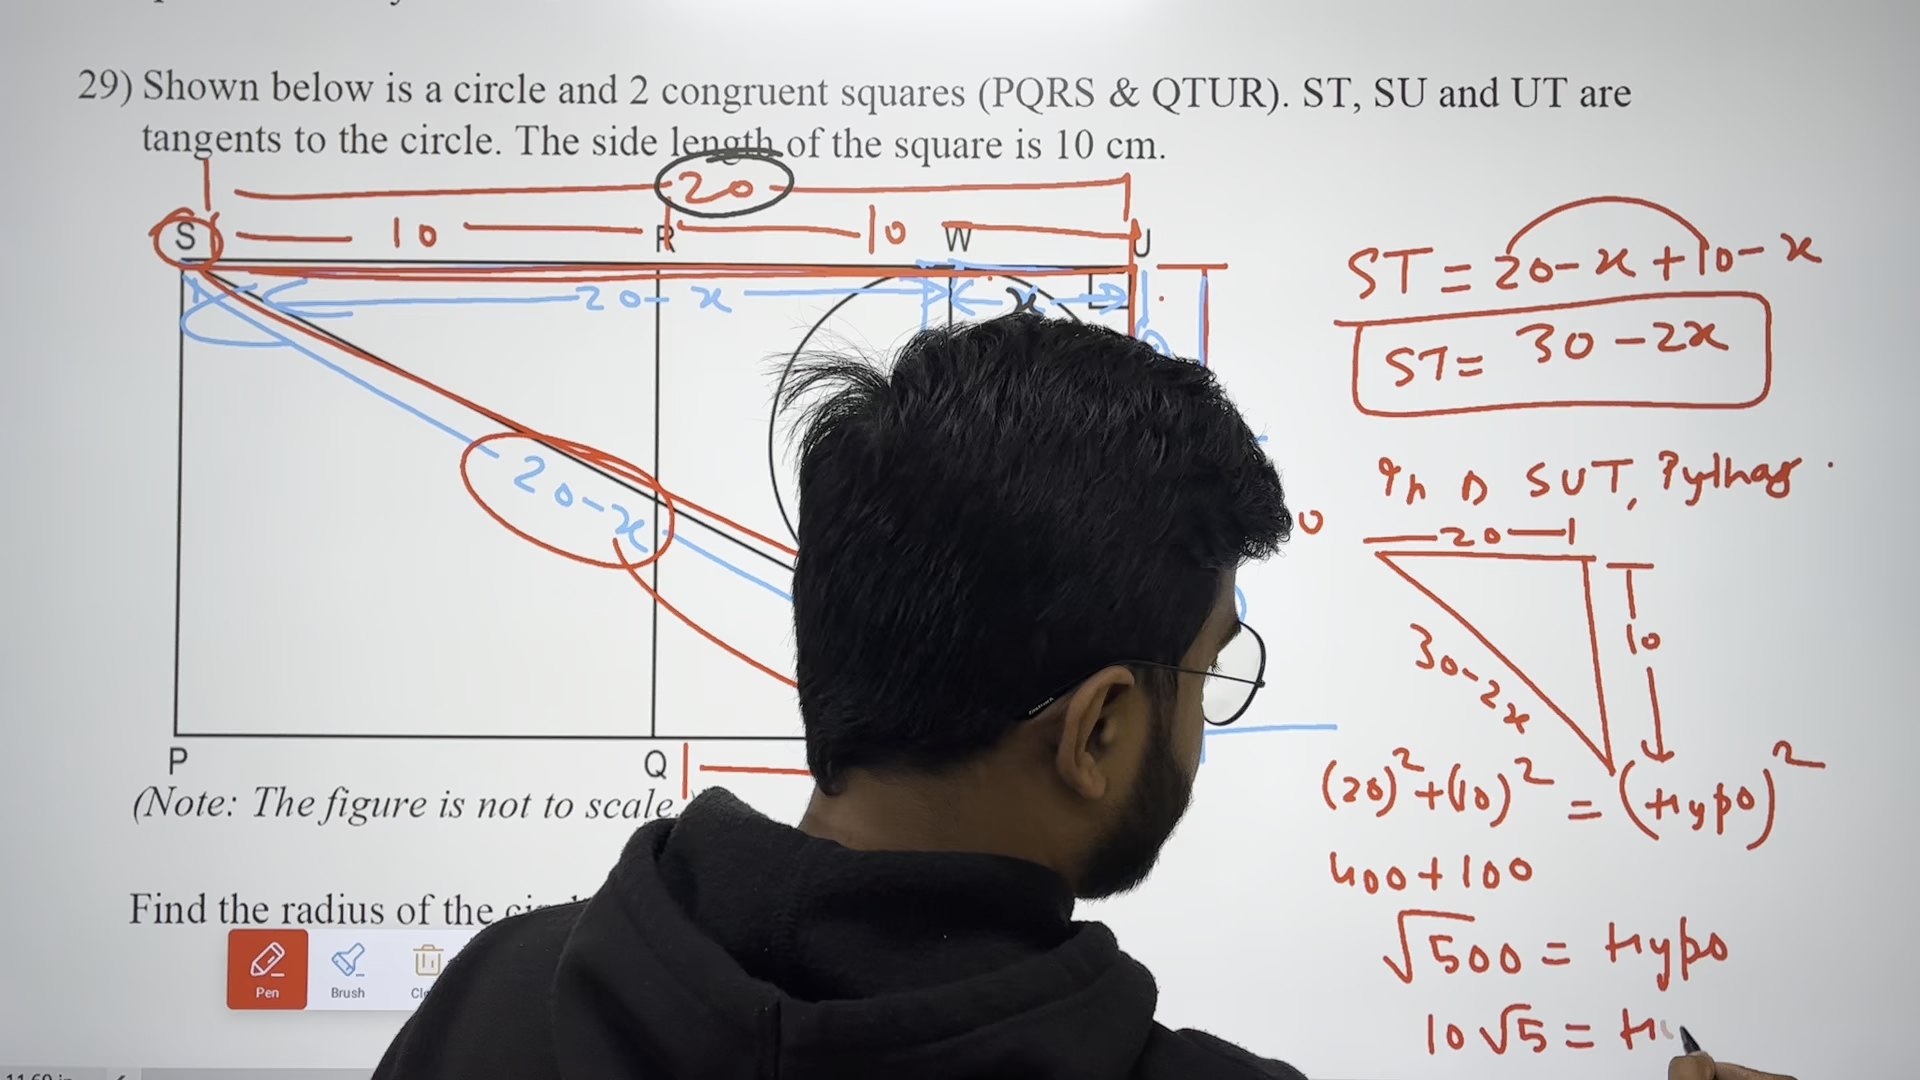 29) Shown below is a circle and 2 congruent squares (PQRS & QTUR). ST, SU and UT are
tangents to the circle. The side length of the square is 10 cm.
20
S 10 R 10 W U
20-x x
20-x
P Q
(Note: The figure is not to scale.
Find the radius of the
Pen Brush
ST = 20-x+10-x
ST = 30-2x
In Δ SUT, Pythag.
20
10
30-2x
(20)²+(10)² = (Hypo)²
400+100
√500 = Hypo
10√5 =